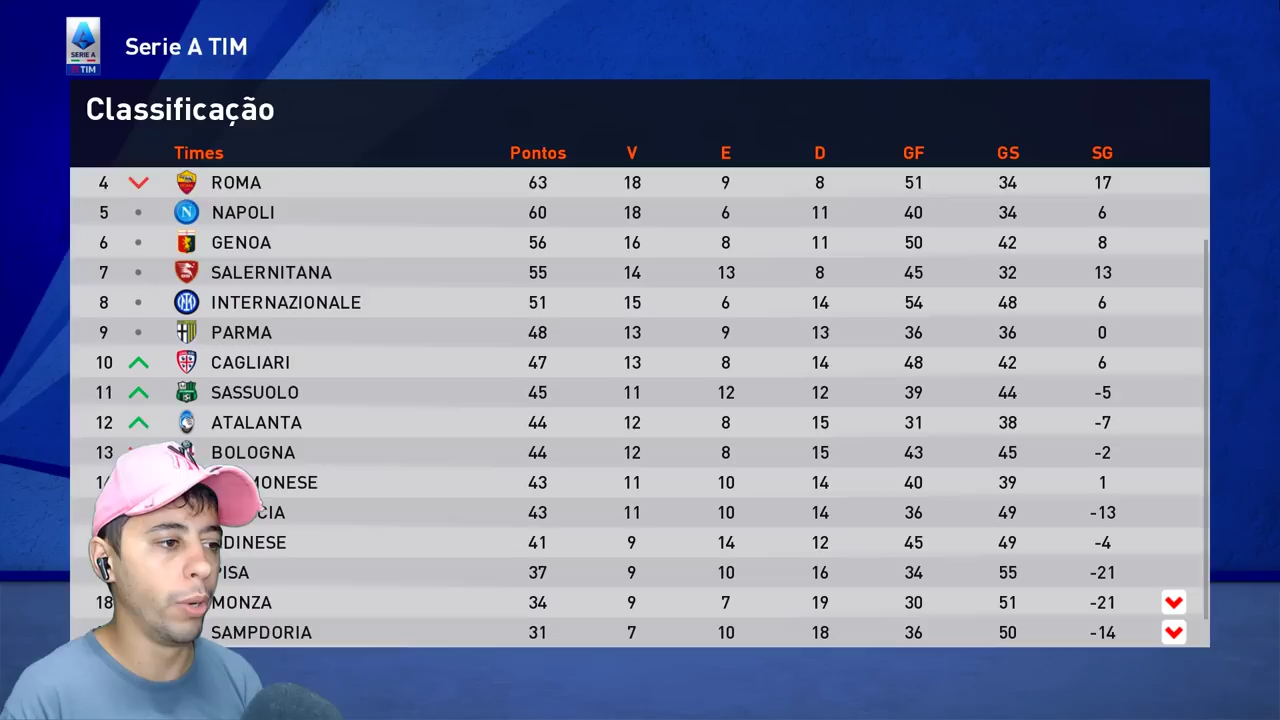 SERIE A
TIM
Serie A TIM
Classificação
Times Pontos V E D GF GS SG
4 ROMA 63 18 9 8 51 34 17
5 N NAPOLI 60 18 6 11 40 34 6
6 GENOA 56 16 8 11 50 42 8
7 SALERNITANA 55 14 13 8 45 32 13
8 INTERNAZIONALE 51 15 6 14 54 48 6
9 PARMA 48 13 9 13 36 36 0
10 CAGLIARI 47 13 8 14 48 42 6
11 SASSUOLO 45 11 12 12 39 44 -5
12 ATALANTA 44 12 8 15 31 38 -7
13 BOLOGNA 44 12 8 15 43 45 -2
MONESE 43 11 10 14 40 39 1
CIA 43 11 10 14 36 49 -13
DINESE 41 9 14 12 45 49 -4
PISA 37 9 10 16 34 55 -21
18 MONZA 34 9 7 19 30 51 -21
SAMPDORIA 31 7 10 18 36 50 -14